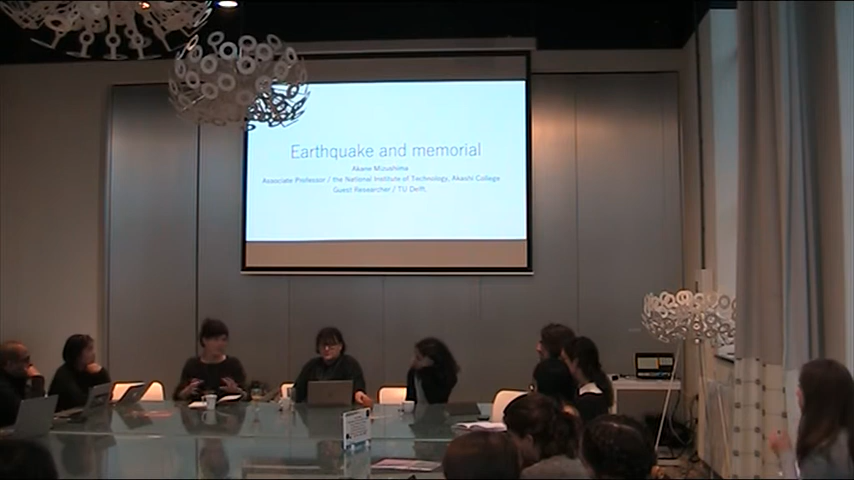 Earthquake and memorial
Akane Mizushima
Associate Professor / the National Institute of Technology, Akashi College
Guest Researcher / TU Delft,